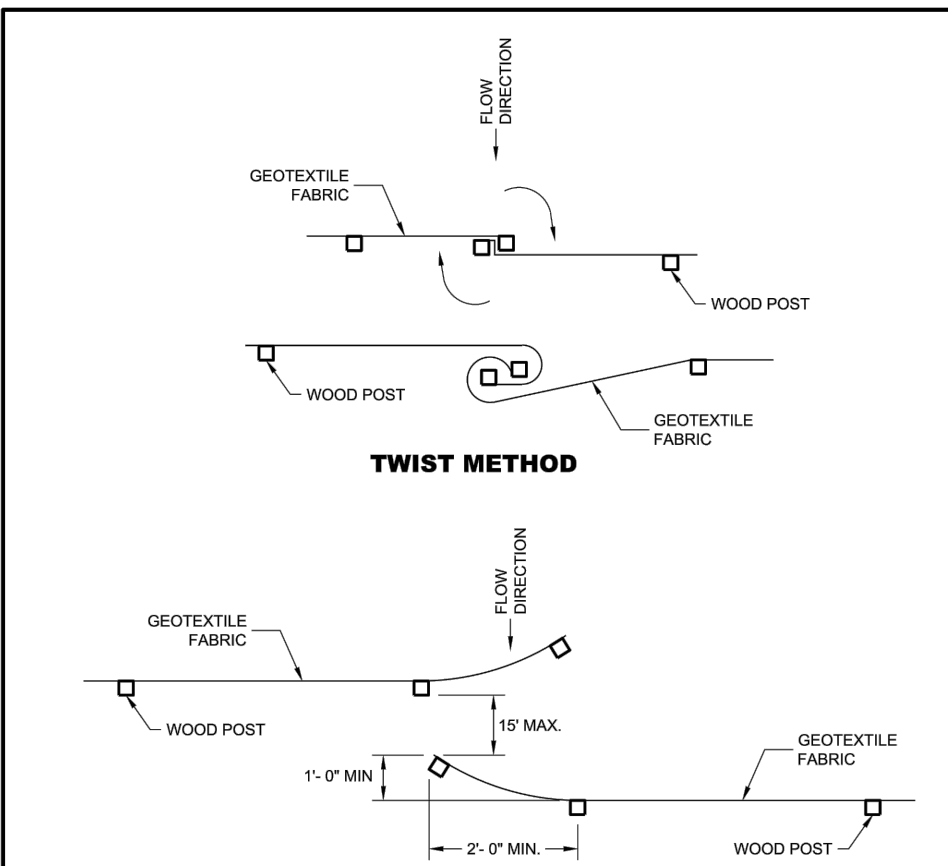 FLOW
DIRECTION
GEOTEXTILE
FABRIC
WOOD POST
WOOD POST
GEOTEXTILE
FABRIC
TWIST METHOD
FLOW
DIRECTION
GEOTEXTILE
FABRIC
WOOD POST
15' MAX.
GEOTEXTILE
FABRIC
1'- 0" MIN
2'- 0" MIN.
WOOD POST